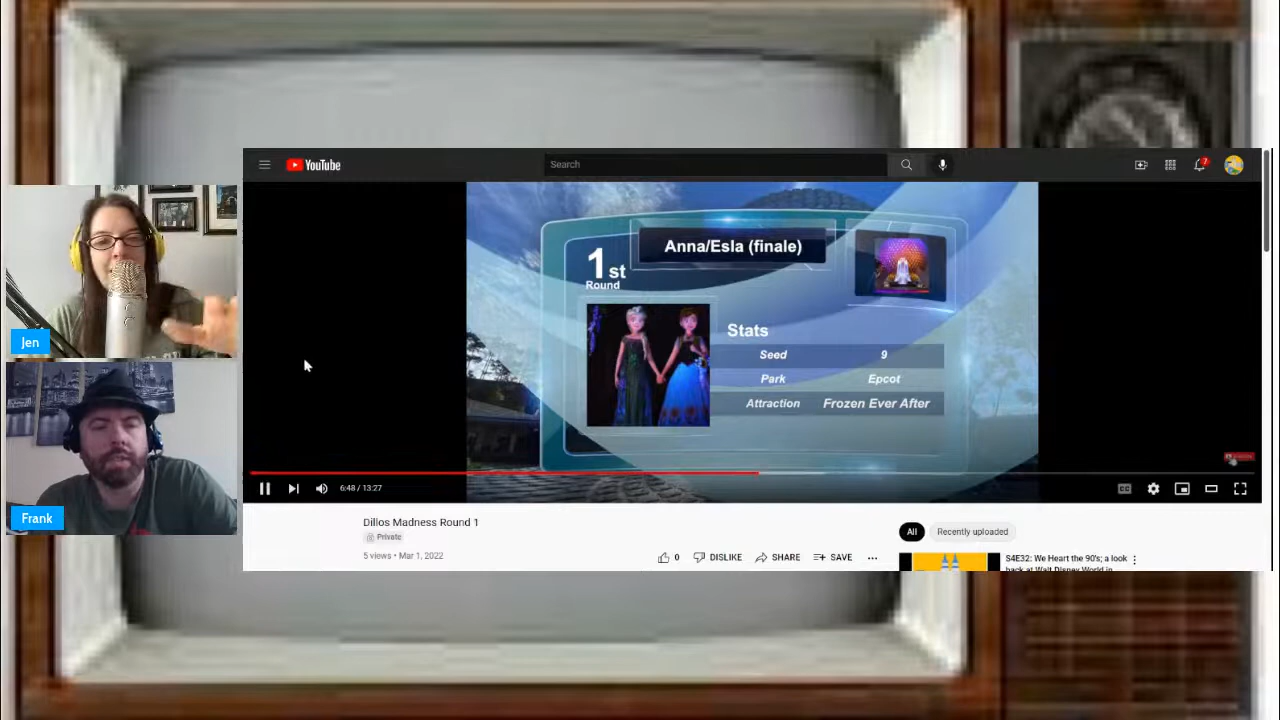 YouTube
Search
7
Anna/Esla (finale)
1st
Round
Stats
Seed 9
Park Epcot
Attraction Frozen Ever After
Jen
Frank
6:48 / 13:27
CC
Dillos Madness Round 1
Private
5 views • Mar 1, 2022
0 DISLIKE SHARE SAVE ...
All Recently uploaded
S4E32: We Heart the 90's; a look
back at Walt Disney World in